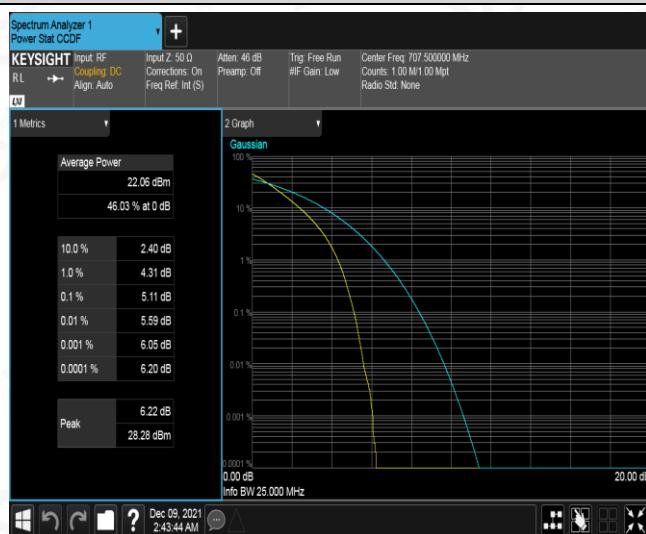 Spectrum Analyzer 1
Power Stat CCDF
+
KEYSIGHT
Input: RF
Coupling: DC
Align: Auto
RL
Input Z: 50 Ω
Corrections: On
Freq Ref: Int (S)
Atten: 46 dB
Preamp: Off
Trig: Free Run
#IF Gain: Low
Center Freq: 707.500000 MHz
Counts: 1.00 M/1.00 Mpt
Radio Std: None
1 Metrics
Average Power
22.06 dBm
46.03 % at 0 dB
10.0 % 2.40 dB
1.0 % 4.31 dB
0.1 % 5.11 dB
0.01 % 5.59 dB
0.001 % 6.05 dB
0.0001 % 6.20 dB
Peak
6.22 dB
28.28 dBm
2 Graph
Gaussian
100 %
10 %
1 %
0.1 %
0.01 %
0.001 %
0.0001 %
0.00 dB
20.00 dB
Info BW 25.000 MHz
?
Dec 09, 2021
2:43:44 AM